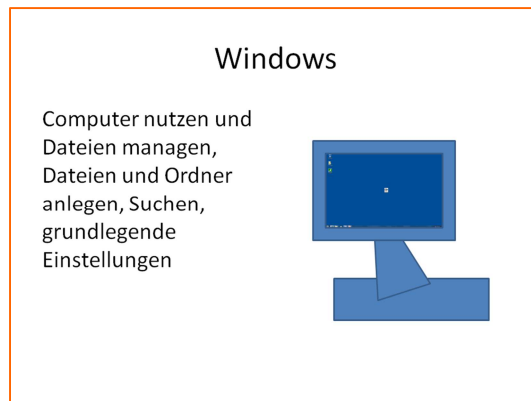 Windows
Computer nutzen und
Dateien managen,
Dateien und Ordner
anlegen, Suchen,
grundlegende
Einstellungen